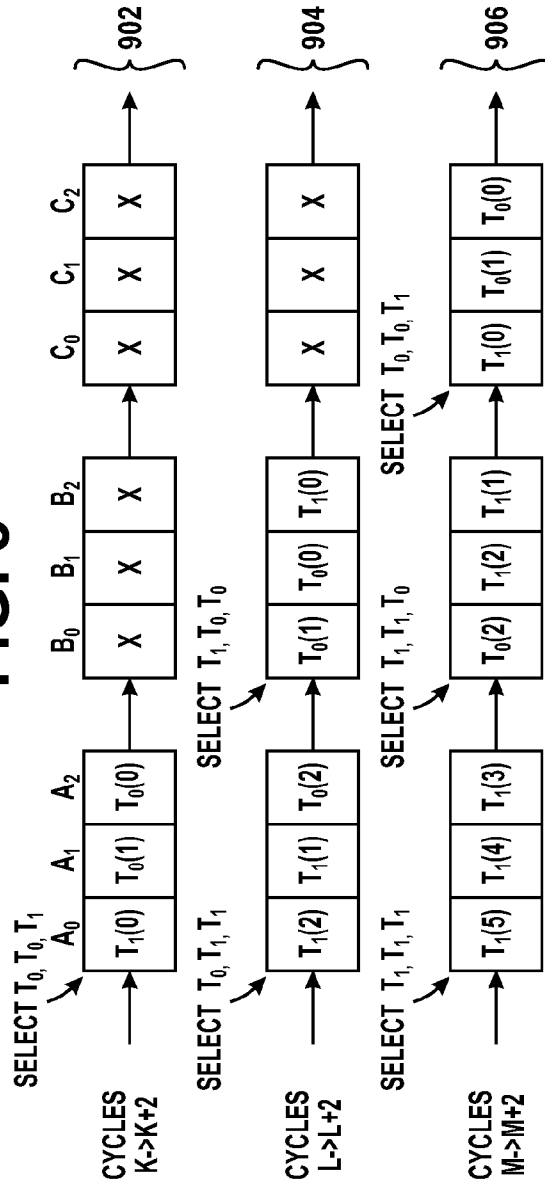 SELECT T₀, T₀, T₁
A₀ A₁ A₂ B₀ B₁ B₂ C₀ C₁ C₂
CYCLES
K->K+2
T₁(0) T₀(1) T₀(0) X X X X X X
902
SELECT T₀, T₁, T₁
SELECT T₁, T₀, T₀
CYCLES
L->L+2
T₁(2) T₁(1) T₀(2) T₀(1) T₀(0) T₁(0) X X X
904
SELECT T₁, T₁, T₁
SELECT T₁, T₁, T₀
SELECT T₀, T₀, T₁
CYCLES
M->M+2
T₁(5) T₁(4) T₁(3) T₀(2) T₁(2) T₁(1) T₁(0) T₀(1) T₀(0)
906